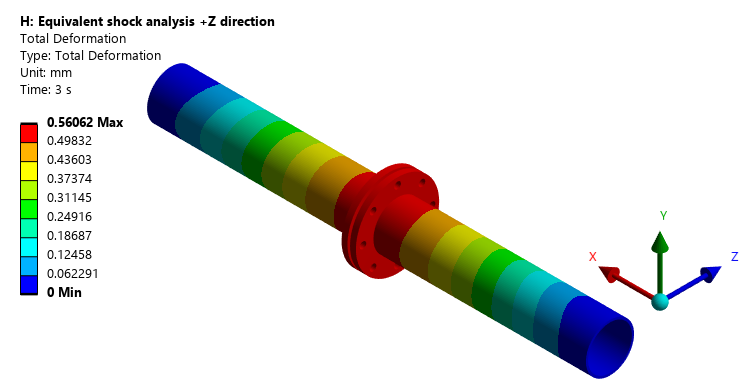 H: Equivalent shock analysis +Z direction
Total Deformation
Type: Total Deformation
Unit: mm
Time: 3 s
0.56062 Max
0.49832
0.43603
0.37374
0.31145
0.24916
0.18687
0.12458
0.062291
0 Min
Y
X
Z